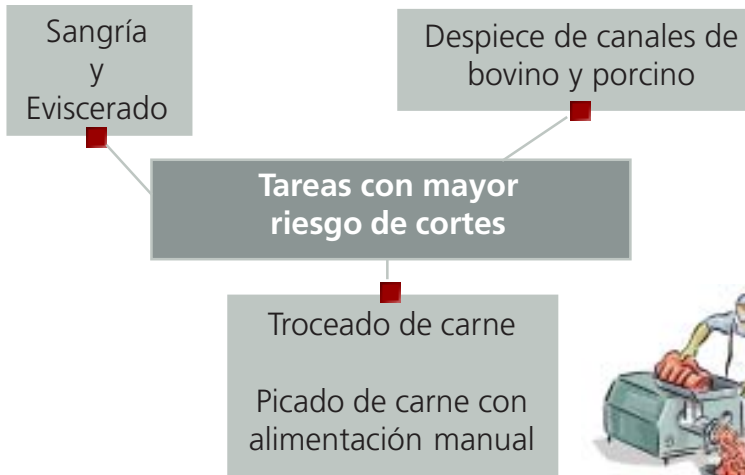 Sangría
y
Eviscerado
Despiece de canales de
bovino y porcino
Tareas con mayor
riesgo de cortes
Troceado de carne
Picado de carne con
alimentación manual